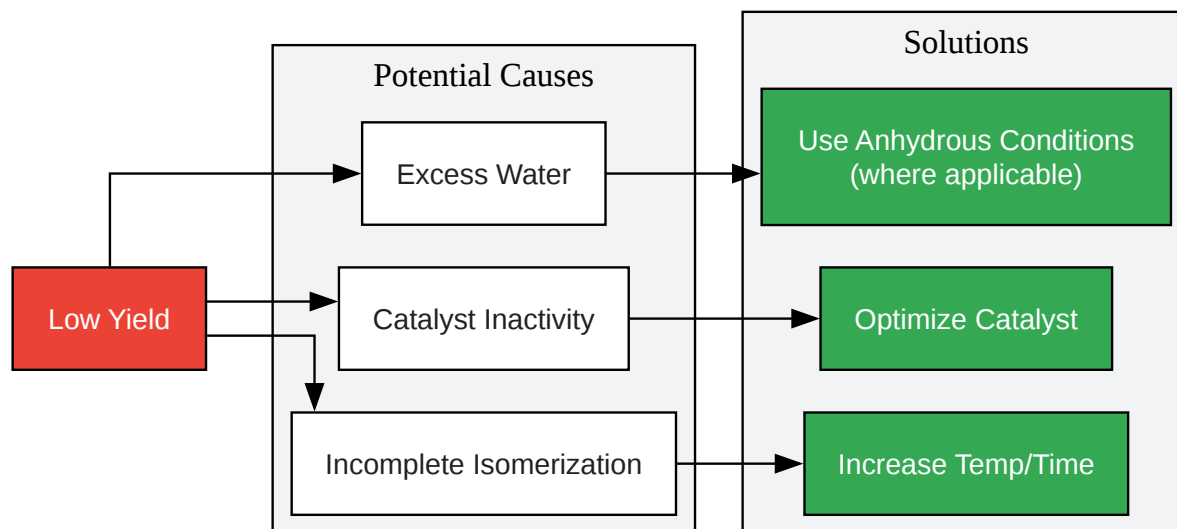 Solutions
Potential Causes
Use Anhydrous Conditions
(where applicable)
Excess Water
Low Yield
Catalyst Inactivity
Optimize Catalyst
Incomplete Isomerization
Increase Temp/Time